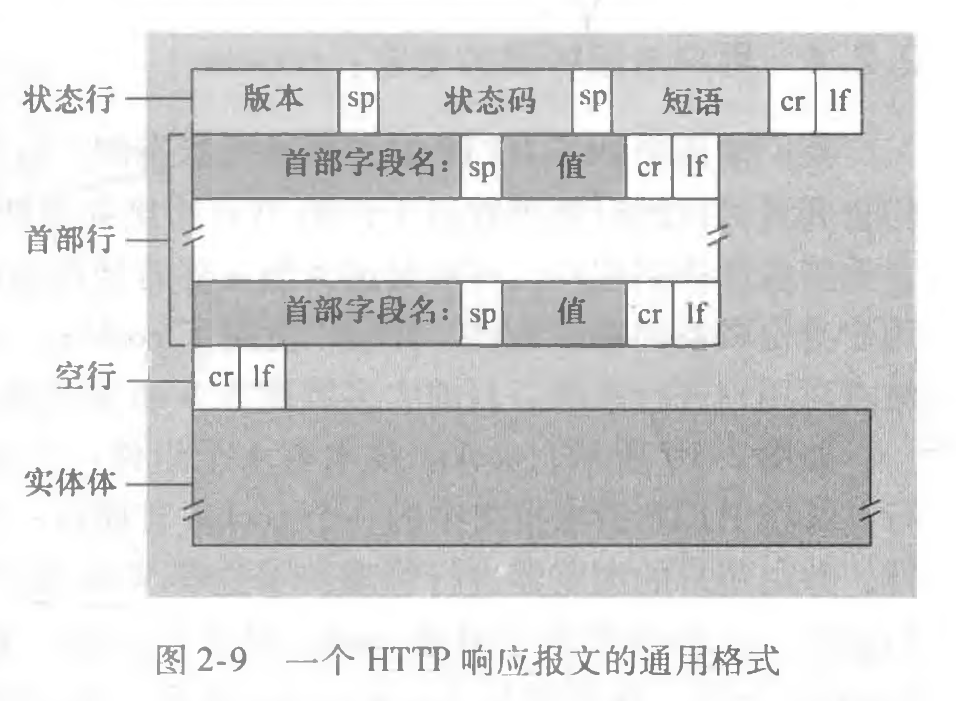 状态行 版本 sp 状态码 sp 短语 cr lf
首部字段名: sp 值 cr lf
首部行
首部字段名: sp 值 cr lf
空行 cr lf
实体体
图 2-9 一个 HTTP 响应报文的通用格式